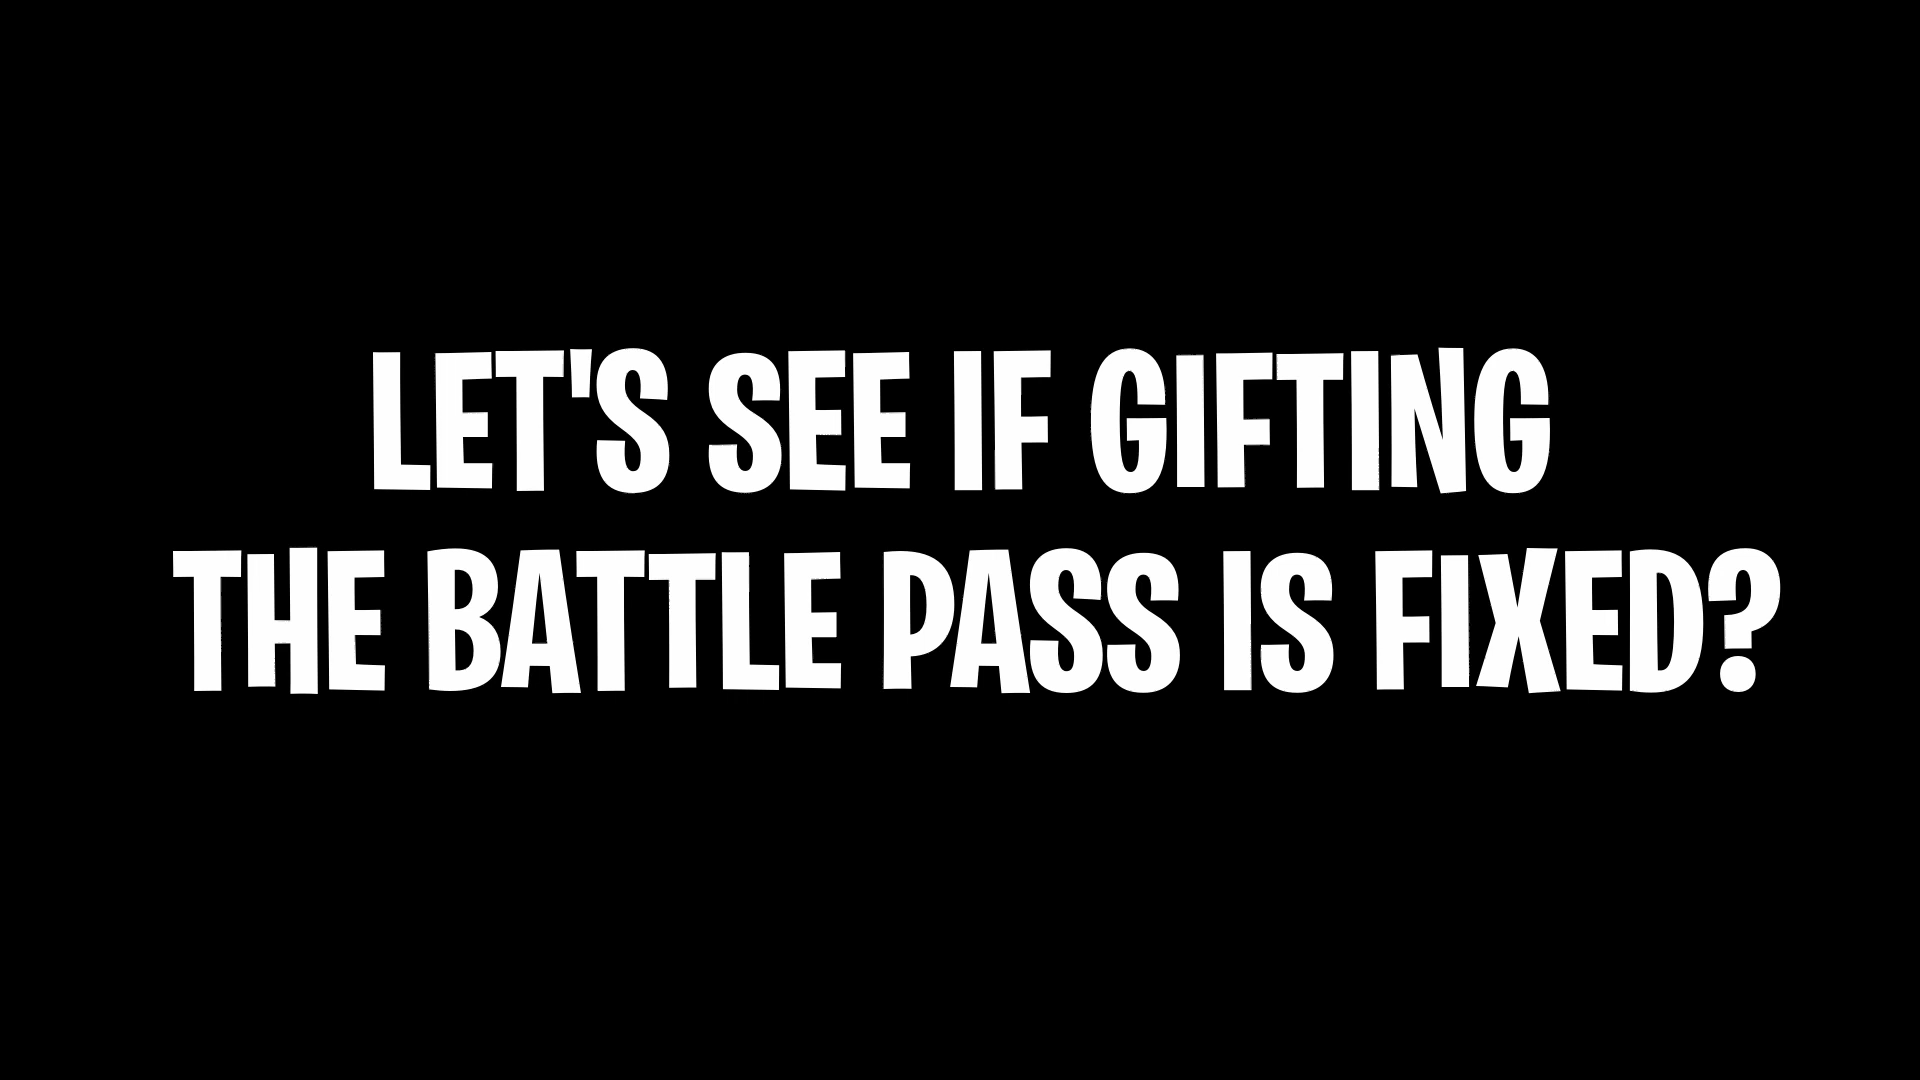 LET'S SEE IF GIFTING
THE BATTLE PASS IS FIXED?